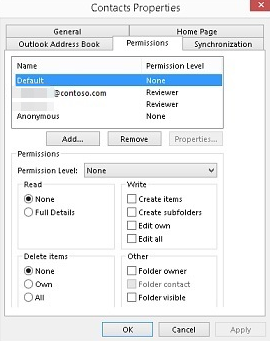 Contacts Properties
General Home Page
Outlook Address Book Permissions Synchronization
Name Permission Level
Default None
@contoso.com Reviewer
Reviewer
Anonymous None
Add... Remove Properties...
Permissions
Permission Level: None
Read Write
None Create items
Full Details Create subfolders
Edit own
Edit all
Delete items Other
None Folder owner
Own Folder contact
All Folder visible
OK Cancel Apply